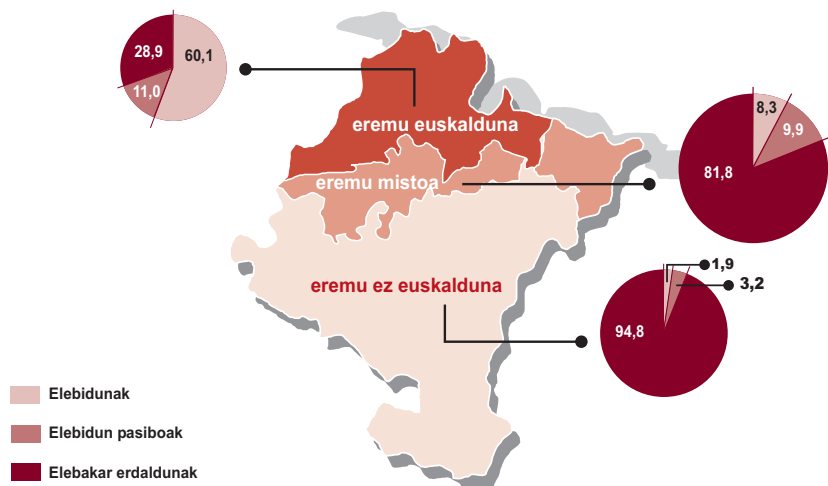 28,9
60,1
11,0
eremu euskalduna
8,3
9,9
81,8
eremu mistoa
1,9
3,2
eremu ez euskalduna
94,8
Elebidunak
Elebidun pasiboak
Elebakar erdaldunak